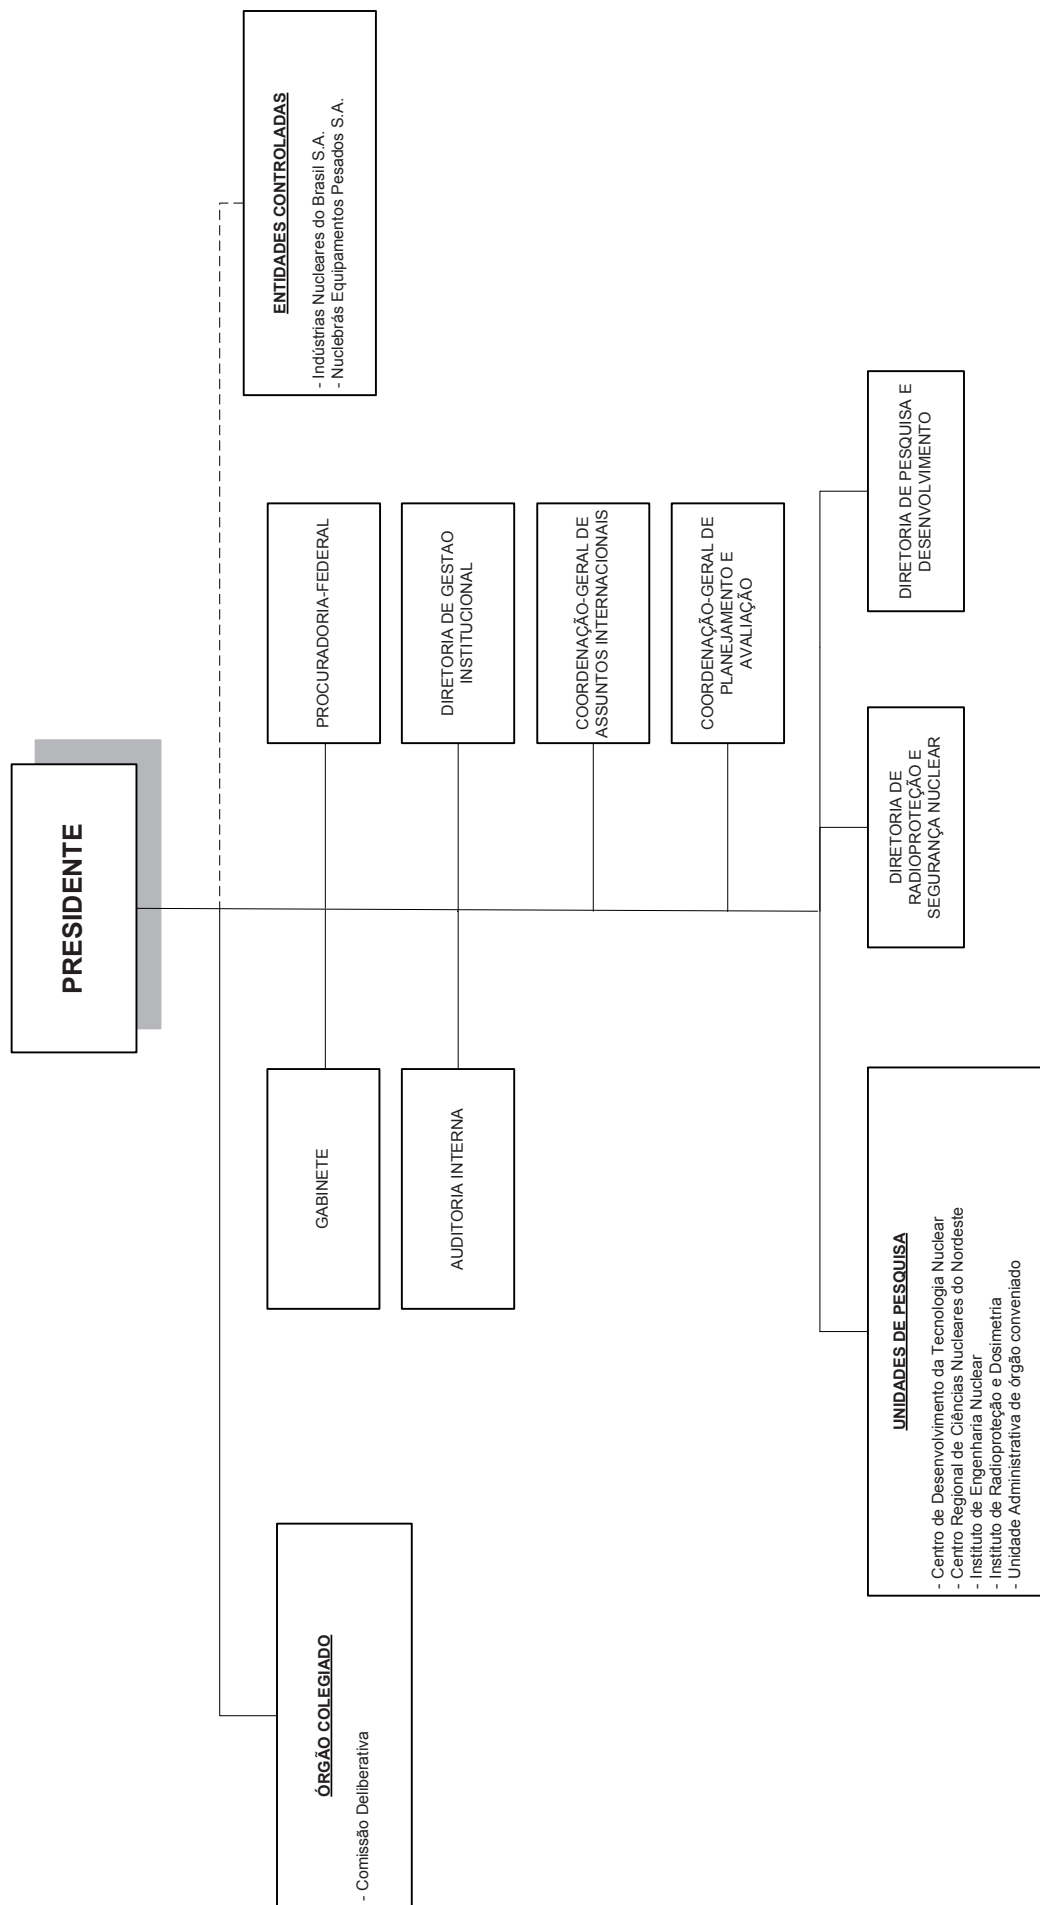 PRESIDENTE
ÓRGÃO COLEGIADO
- Comissão Deliberativa
ENTIDADES CONTROLADAS
- Indústrias Nucleares do Brasil S.A.
- Nuclebrás Equipamentos Pesados S.A.
GABINETE
PROCURADORIA-FEDERAL
AUDITORIA INTERNA
DIRETORIA DE GESTAO
INSTITUCIONAL
COORDENAÇÃO-GERAL DE
ASSUNTOS INTERNACIONAIS
COORDENAÇÃO-GERAL DE
PLANEJAMENTO E
AVALIAÇÃO
UNIDADES DE PESQUISA
- Centro de Desenvolvimento da Tecnologia Nuclear
- Centro Regional de Ciências Nucleares do Nordeste
- Instituto de Engenharia Nuclear
- Instituto de Radioproteção e Dosimetria
- Unidade Administrativa de órgão conveniado
DIRETORIA DE
RADIOPROTEÇÃO E
SEGURANÇA NUCLEAR
DIRETORIA DE PESQUISA E
DESENVOLVIMENTO